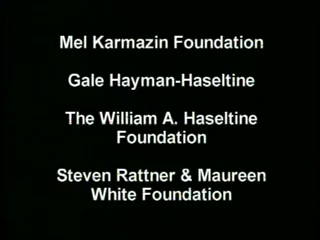 Mel Karmazin Foundation
Gale Hayman-Haseltine
The William A. Haseltine
Foundation
Steven Rattner & Maureen
White Foundation